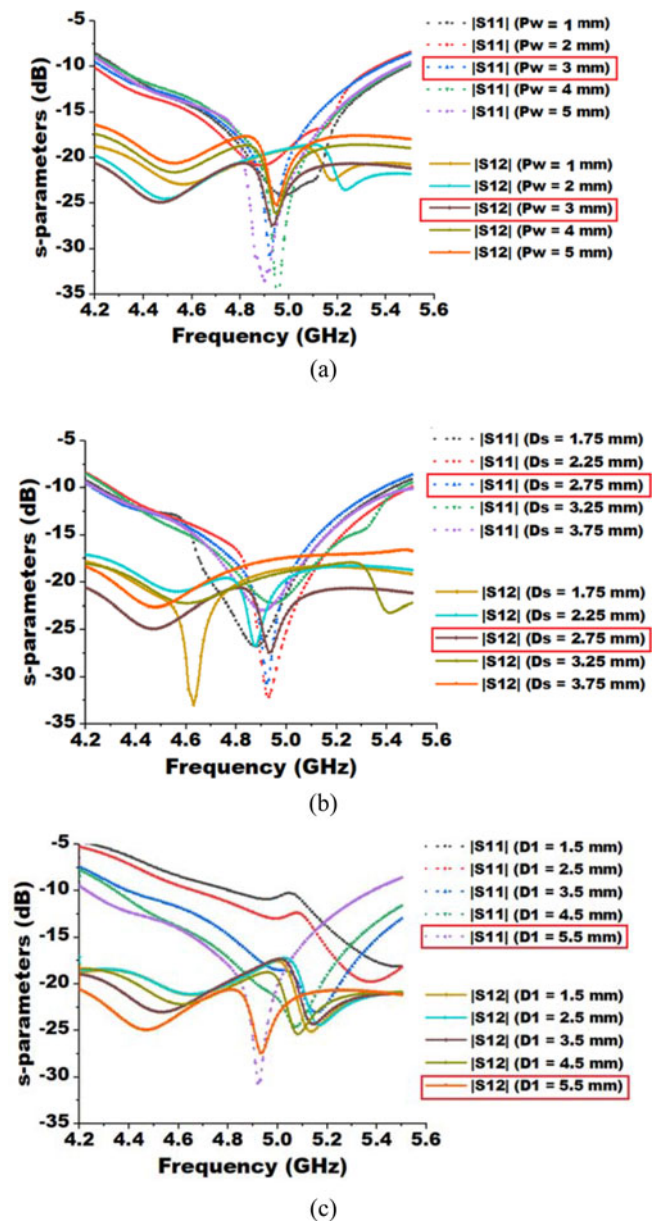 -5
-10
-15
-20
-25
-30
-35
s-parameters (dB)
4.2 4.4 4.6 4.8 5.0 5.2 5.4 5.6
Frequency (GHz)
|S11| (Pw = 1 mm)
|S11| (Pw = 2 mm)
|S11| (Pw = 3 mm)
|S11| (Pw = 4 mm)
|S11| (Pw = 5 mm)
|S12| (Pw = 1 mm)
|S12| (Pw = 2 mm)
|S12| (Pw = 3 mm)
|S12| (Pw = 4 mm)
|S12| (Pw = 5 mm)
(a)
-5
-10
-15
-20
-25
-30
-35
s-parameters (dB)
4.2 4.4 4.6 4.8 5.0 5.2 5.4 5.6
Frequency (GHz)
|S11| (Ds = 1.75 mm)
|S11| (Ds = 2.25 mm)
|S11| (Ds = 2.75 mm)
|S11| (Ds = 3.25 mm)
|S11| (Ds = 3.75 mm)
|S12| (Ds = 1.75 mm)
|S12| (Ds = 2.25 mm)
|S12| (Ds = 2.75 mm)
|S12| (Ds = 3.25 mm)
|S12| (Ds = 3.75 mm)
(b)
-5
-10
-15
-20
-25
-30
-35
s-parameters (dB)
4.2 4.4 4.6 4.8 5.0 5.2 5.4 5.6
Frequency (GHz)
|S11| (D1 = 1.5 mm)
|S11| (D1 = 2.5 mm)
|S11| (D1 = 3.5 mm)
|S11| (D1 = 4.5 mm)
|S11| (D1 = 5.5 mm)
|S12| (D1 = 1.5 mm)
|S12| (D1 = 2.5 mm)
|S12| (D1 = 3.5 mm)
|S12| (D1 = 4.5 mm)
|S12| (D1 = 5.5 mm)
(c)